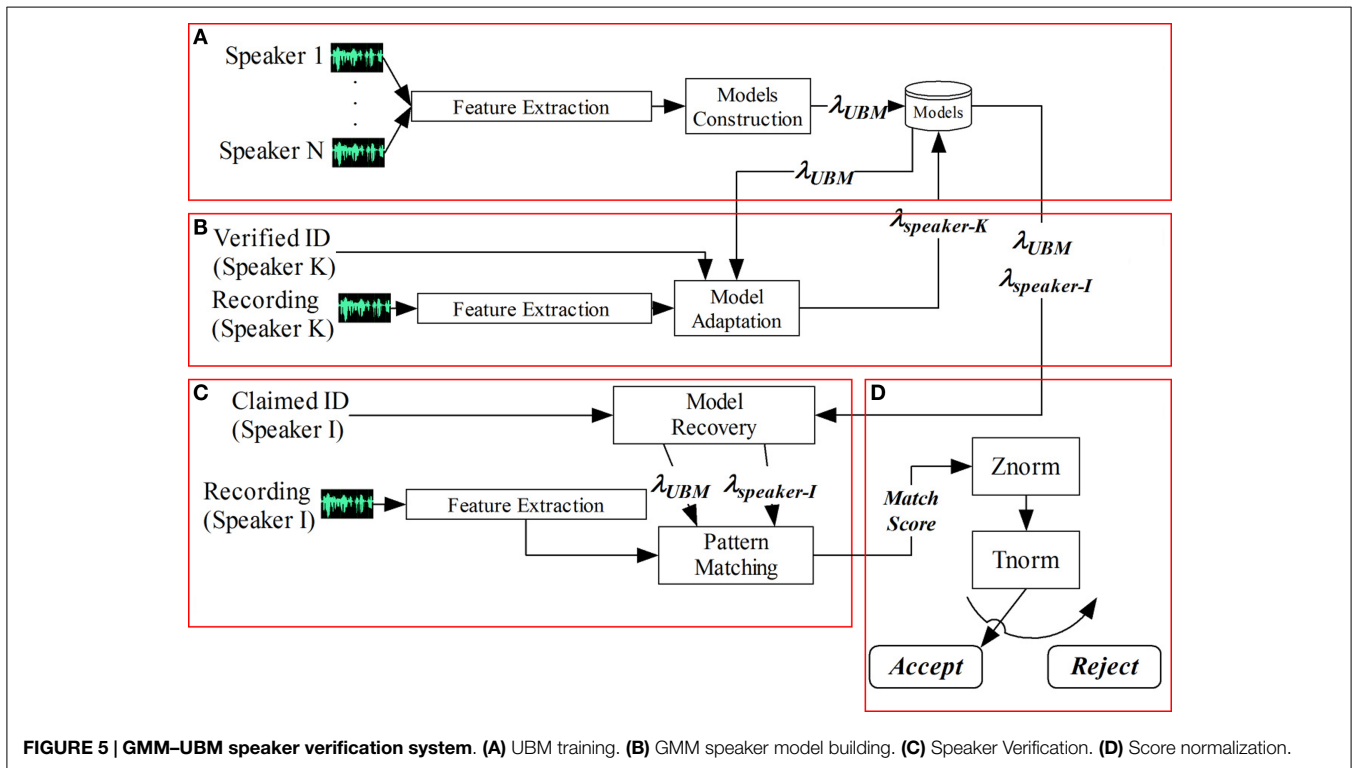 A
Speaker 1
.
.
.
Speaker N
Feature Extraction
Models
Construction
λUBM
Models
λUBM
B
Verified ID
(Speaker K)
Recording
(Speaker K)
Feature Extraction
Model
Adaptation
λspeaker-K
λUBM
λspeaker-I
C
Claimed ID
(Speaker I)
Model
Recovery
Recording
(Speaker I)
Feature Extraction
λUBM
λspeaker-I
Pattern
Matching
D
Match
Score
Znorm
Tnorm
Accept
Reject
FIGURE 5 | GMM–UBM speaker verification system. (A) UBM training. (B) GMM speaker model building. (C) Speaker Verification. (D) Score normalization.